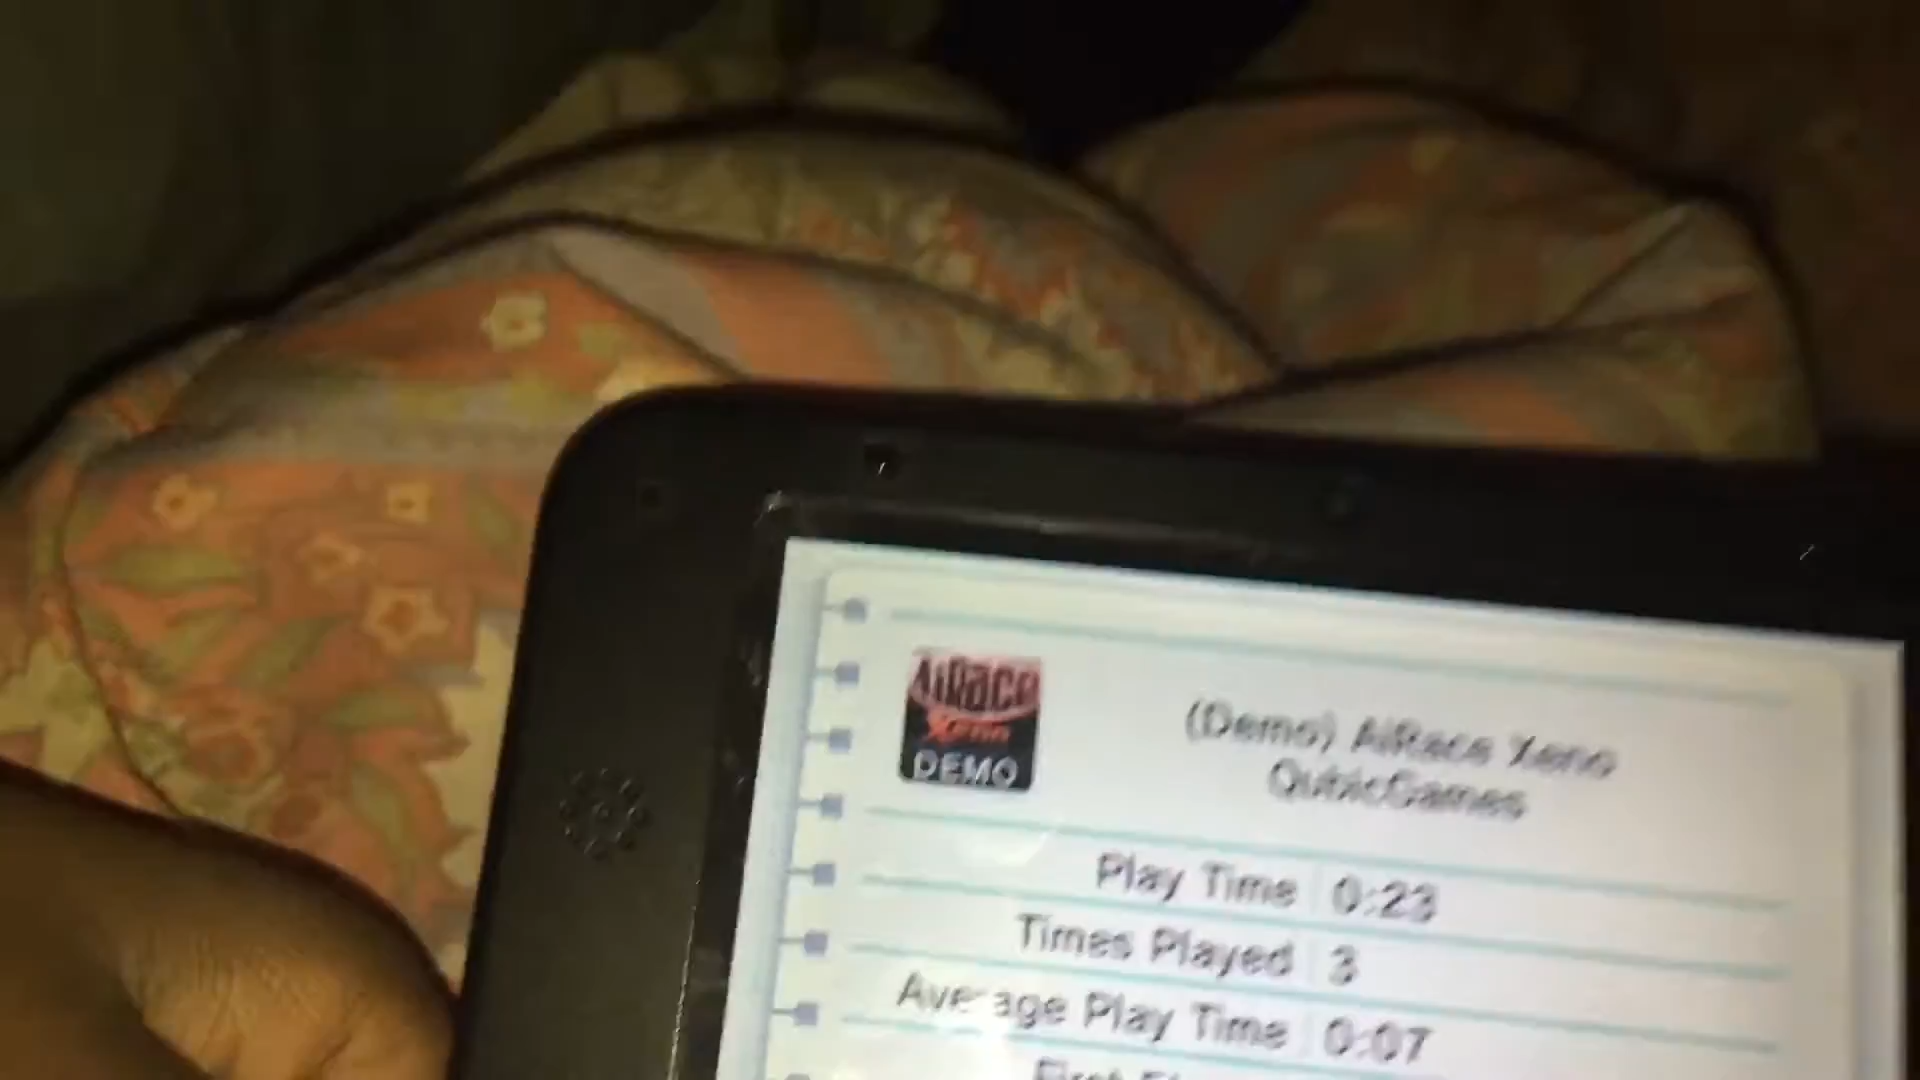 AiRace
Xeno
DEMO
(Demo) AiRace Xeno
QubicGames
Play Time 0:23
Times Played 3
Average Play Time 0:07
First